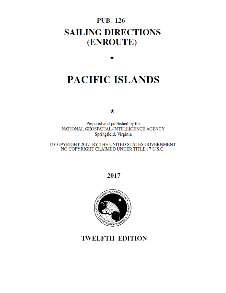 PUB. 126
SAILING DIRECTIONS
(ENROUTE)
PACIFIC ISLANDS
Prepared and published by the
NATIONAL GEOSPATIAL-INTELLIGENCE AGENCY
Springfield, Virginia
© COPYRIGHT 2017 BY THE UNITED STATES GOVERNMENT
NO COPYRIGHT CLAIMED UNDER TITLE 17 U.S.C.
2017
TWELFTH EDITION